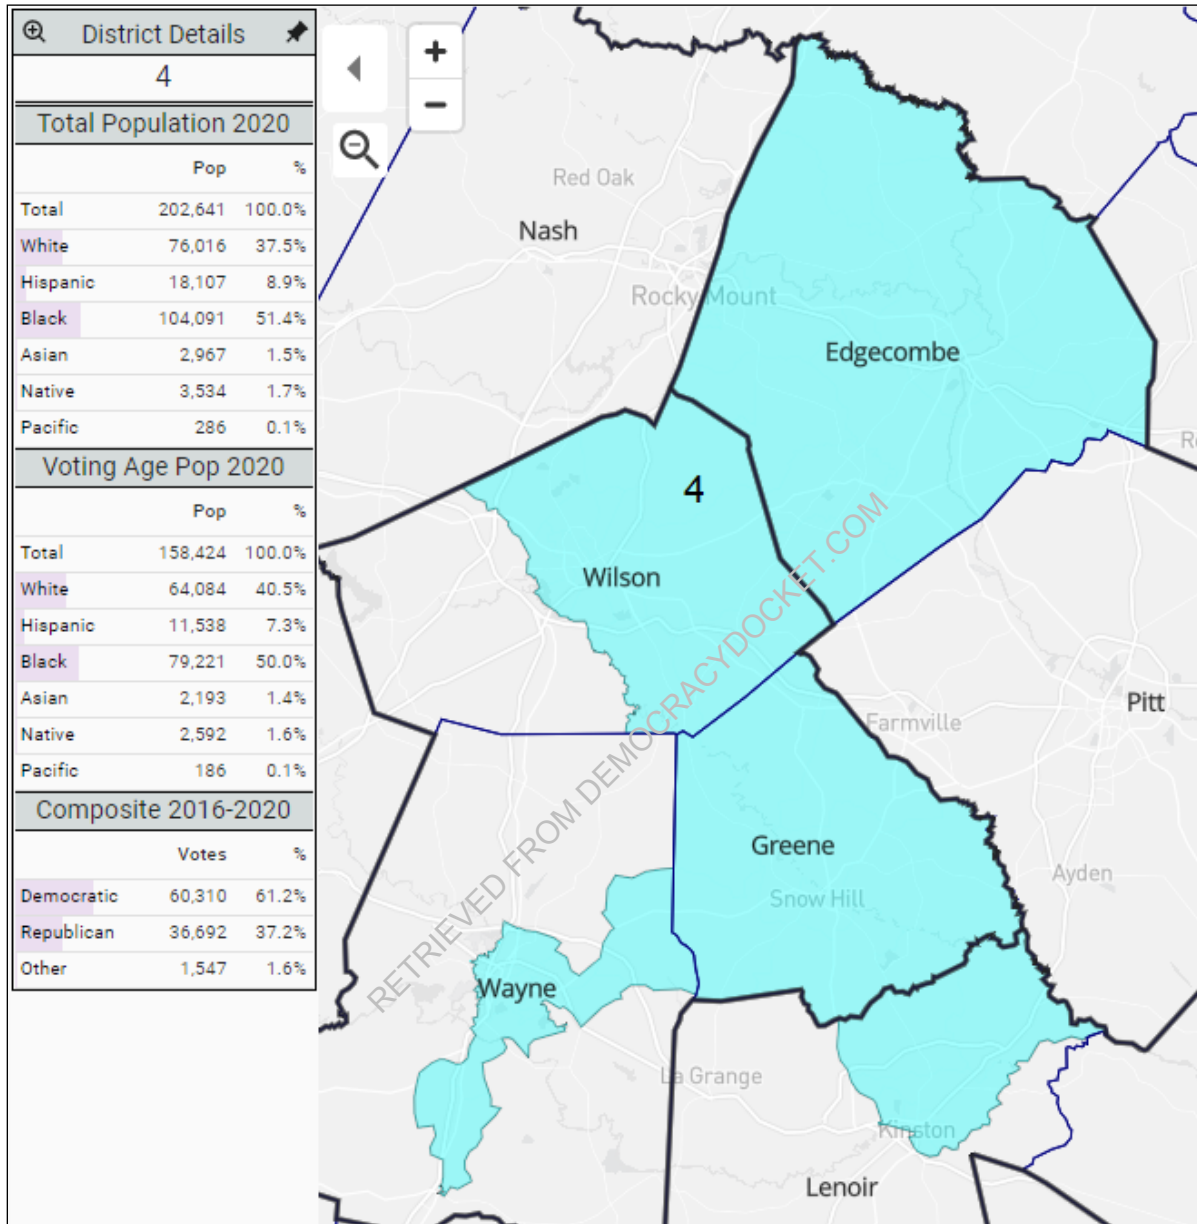 District Details
4
Total Population 2020
Pop %
Total 202,641 100.0%
White 76,016 37.5%
Hispanic 18,107 8.9%
Black 104,091 51.4%
Asian 2,967 1.5%
Native 3,534 1.7%
Pacific 286 0.1%
Voting Age Pop 2020
Pop %
Total 158,424 100.0%
White 64,084 40.5%
Hispanic 11,538 7.3%
Black 79,221 50.0%
Asian 2,193 1.4%
Native 2,592 1.6%
Pacific 186 0.1%
Composite 2016-2020
Votes %
Democratic 60,310 61.2%
Republican 36,692 37.2%
Other 1,547 1.6%
+
−
Red Oak
Nash
Rocky Mount
Edgecombe
4
Wilson
Pitt
Farmville
Greene
Ayden
Snow Hill
Wayne
La Grange
Kinston
Lenoir
RETRIEVED FROM DEMOCRACYDOCKET.COM